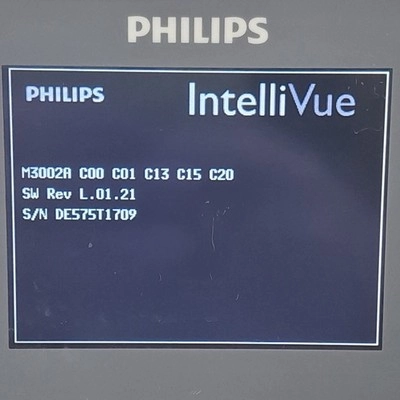 PHILIPS
PHILIPS IntelliVue
M3002A C00 C01 C13 C15 C20
SW Rev L.01.21
S/N DE575T1709